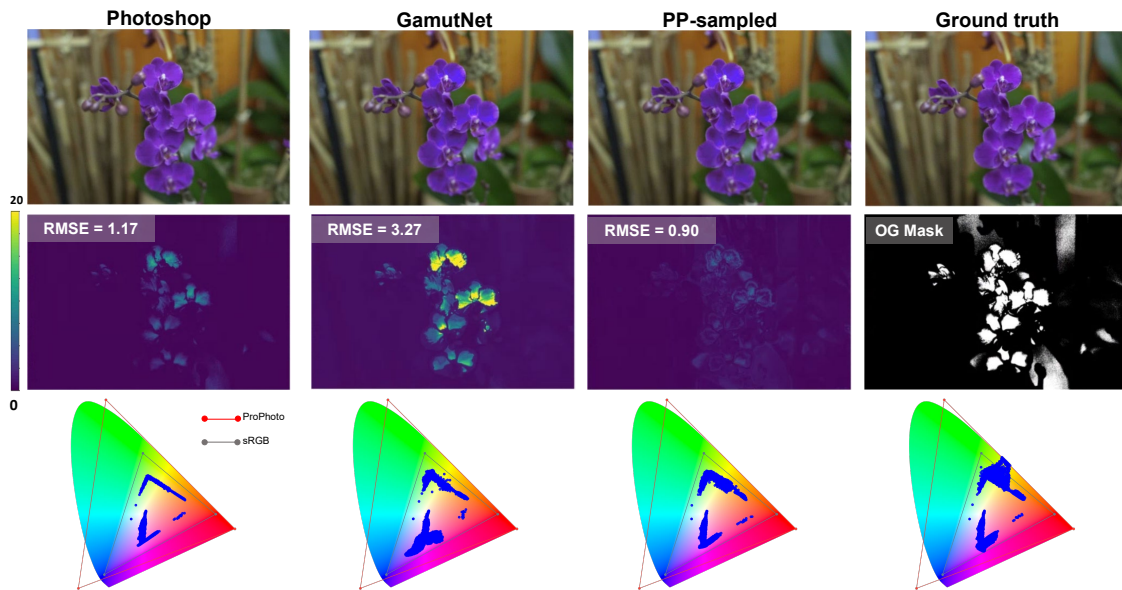 Photoshop
GamutNet
PP-sampled
Ground truth
20
RMSE = 1.17
RMSE = 3.27
RMSE = 0.90
OG Mask
0
ProPhoto
sRGB